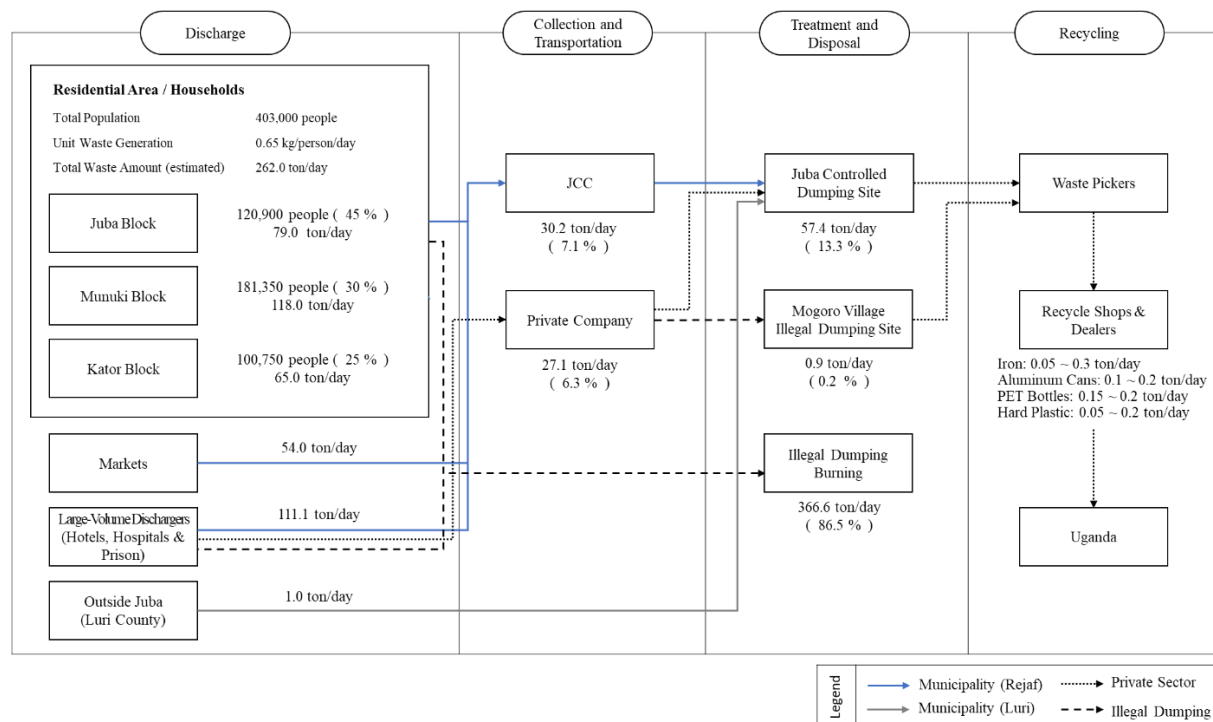 Discharge
Collection and
Transportation
Treatment and
Disposal
Recycling
Residential Area / Households
Total Population 403,000 people
Unit Waste Generation 0.65 kg/person/day
Total Waste Amount (estimated) 262.0 ton/day
Juba Block
120,900 people ( 45 % )
79.0 ton/day
Munuki Block
181,350 people ( 30 % )
118.0 ton/day
Kator Block
100,750 people ( 25 % )
65.0 ton/day
Markets
54.0 ton/day
Large-Volume Dischargers
(Hotels, Hospitals &
Prison)
111.1 ton/day
Outside Juba
(Luri County)
1.0 ton/day
JCC
30.2 ton/day
( 7.1 % )
Private Company
27.1 ton/day
( 6.3 % )
Juba Controlled
Dumping Site
57.4 ton/day
( 13.3 % )
Mogoro Village
Illegal Dumping Site
0.9 ton/day
( 0.2 % )
Illegal Dumping
Burning
366.6 ton/day
( 86.5 % )
Waste Pickers
Recycle Shops &
Dealers
Iron: 0.05 ~ 0.3 ton/day
Aluminum Cans: 0.1 ~ 0.2 ton/day
PET Bottles: 0.15 ~ 0.2 ton/day
Hard Plastic: 0.05 ~ 0.2 ton/day
Uganda
Legend
Municipality (Rejaf)
Private Sector
Municipality (Luri)
Illegal Dumping